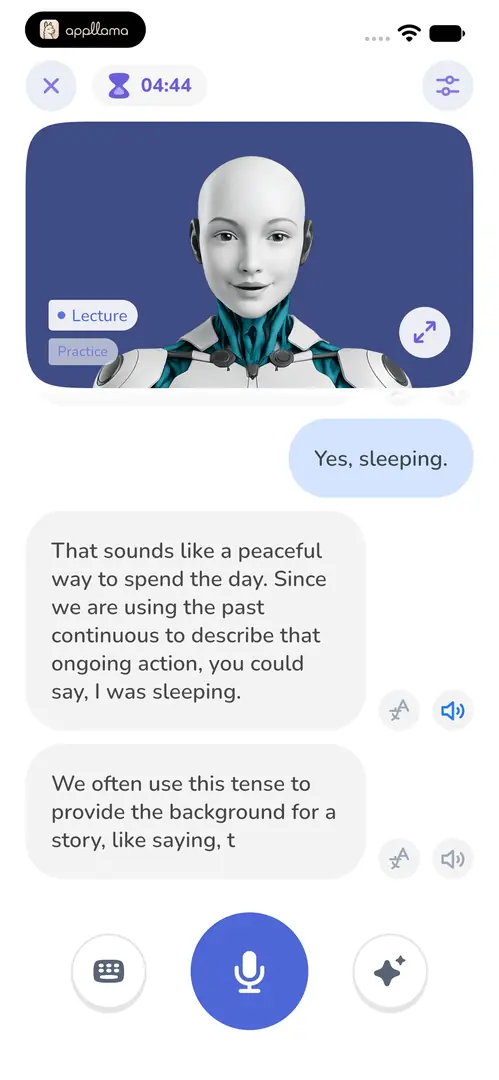 appllama
04:44
Lecture
Practice
Yes, sleeping.
That sounds like a peaceful
way to spend the day. Since
we are using the past
continuous to describe that
ongoing action, you could
say, I was sleeping.
We often use this tense to
provide the background for a
story, like saying, t